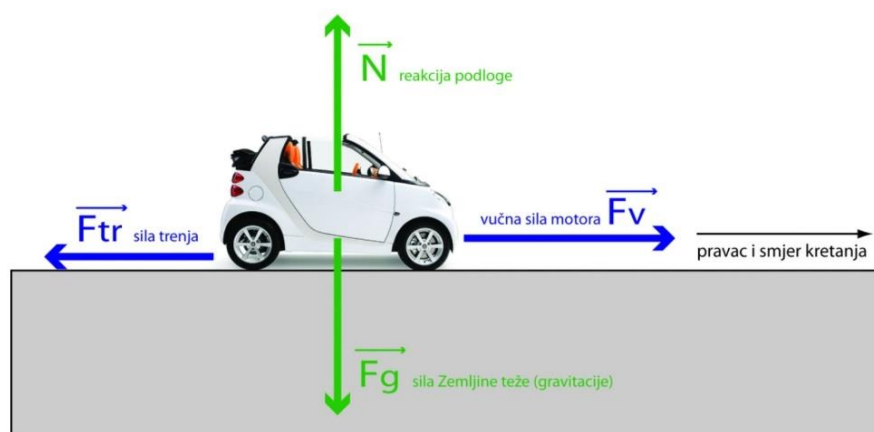 N reakcija podloge
Ftr sila trenja
vučna sila motora Fv
pravac i smjer kretanja
Fg sila Zemljine teže (gravitacije)